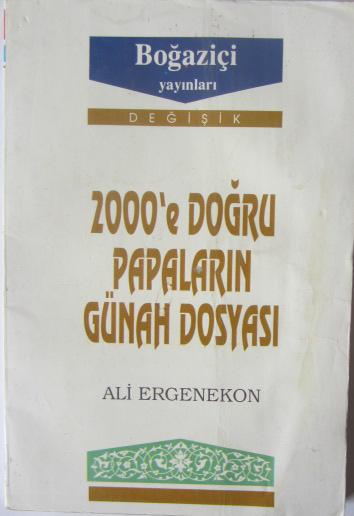 Boğaziçi
yayınları
DEĞİŞİK
2000'e DOĞRU
PAPALARIN
GÜNAH DOSYASI
ALİ ERGENEKON